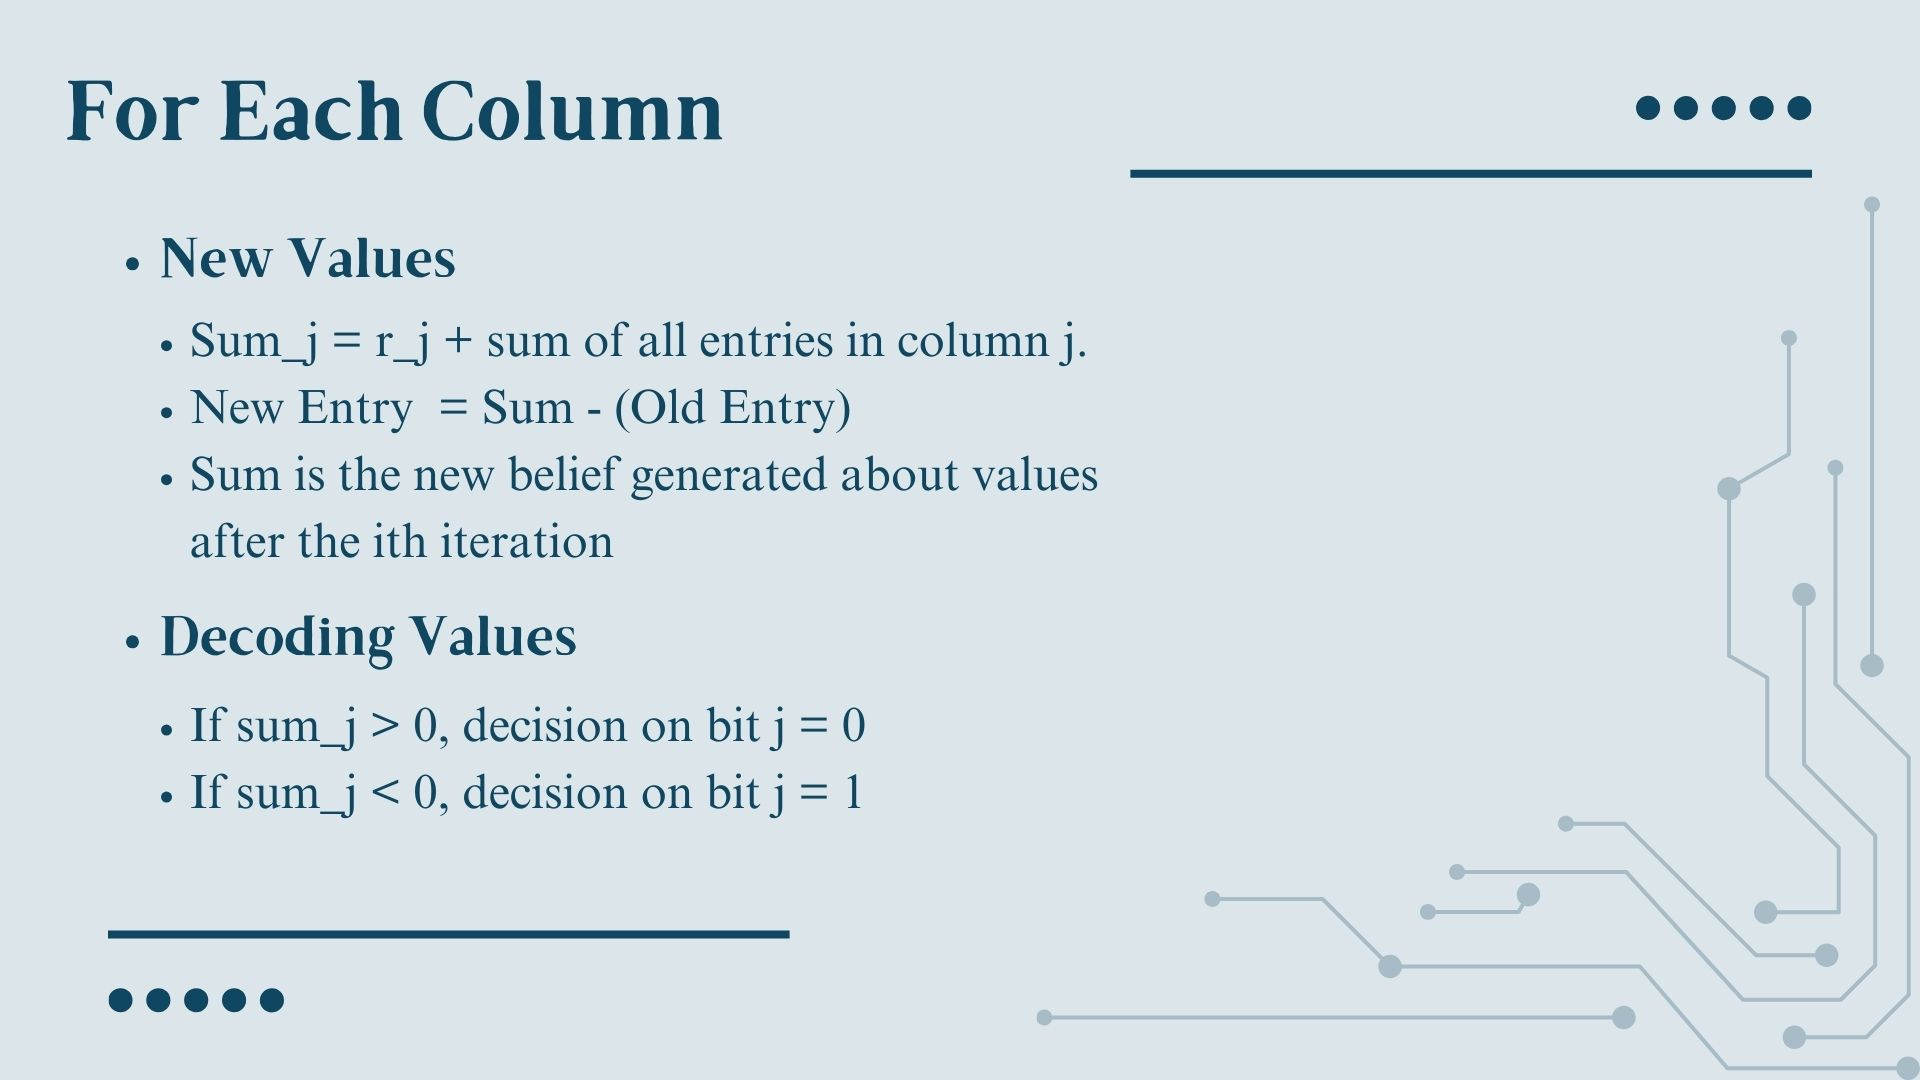 For Each Column
• New Values
• Sum_j = r_j + sum of all entries in column j.
• New Entry  = Sum - (Old Entry)
• Sum is the new belief generated about values
after the ith iteration
• Decoding Values
• If sum_j > 0, decision on bit j = 0
• If sum_j < 0, decision on bit j = 1